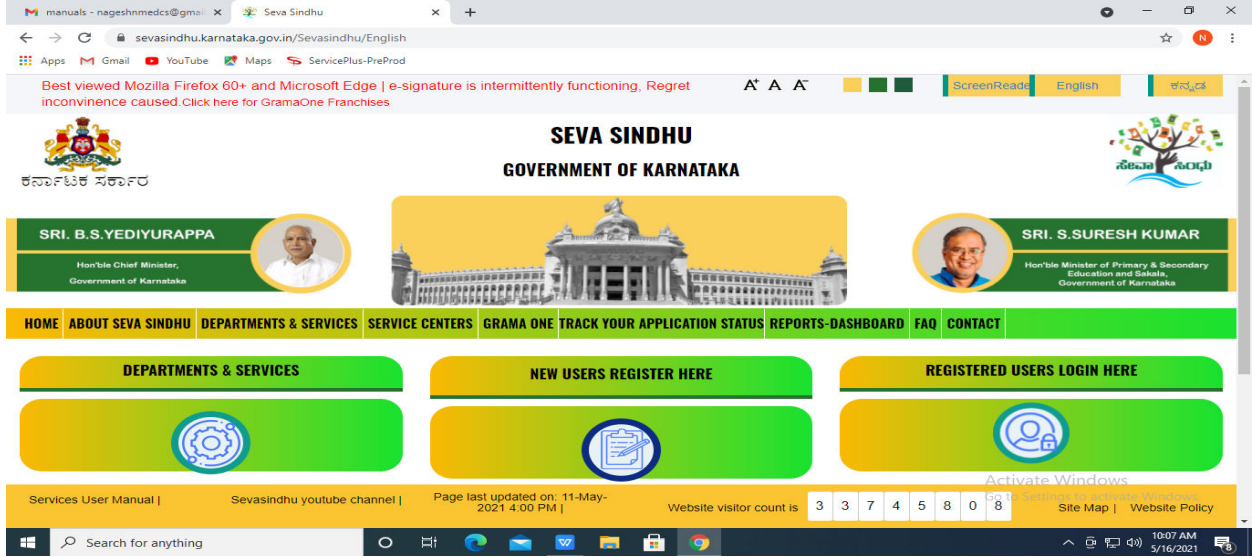 manuals - nageshnmedcs@gmai
Seva Sindhu
sevasindhu.karnataka.gov.in/Sevasindhu/English
N
Apps Gmail YouTube Maps ServicePlus-PreProd
Best viewed Mozilla Firefox 60+ and Microsoft Edge | e-signature is intermittently functioning, Regret
inconvinence caused.Click here for GramaOne Franchises
A+ A A-
ScreenReade English ಕನ್ನಡ
SEVA SINDHU
GOVERNMENT OF KARNATAKA
ಕರ್ನಾಟಕ ಸರ್ಕಾರ
ಸೇವಾ ಸಿಂಧು
SRI. B.S.YEDIYURAPPA
Hon'ble Chief Minister,
Government of Karnataka
SRI. S.SURESH KUMAR
Hon'ble Minister of Primary & Secondary
Education and Sakala,
Government of Karnataka
HOME ABOUT SEVA SINDHU DEPARTMENTS & SERVICES SERVICE CENTERS GRAMA ONE TRACK YOUR APPLICATION STATUS REPORTS-DASHBOARD FAQ CONTACT
DEPARTMENTS & SERVICES
NEW USERS REGISTER HERE
REGISTERED USERS LOGIN HERE
Activate Windows
Go to Settings to activate Windows.
Services User Manual |
Sevasindhu youtube channel |
Page last updated on: 11-May-
2021 4:00 PM |
Website visitor count is 3 3 7 4 5 8 0 8
Site Map | Website Policy
Search for anything
10:07 AM
5/16/2021
8